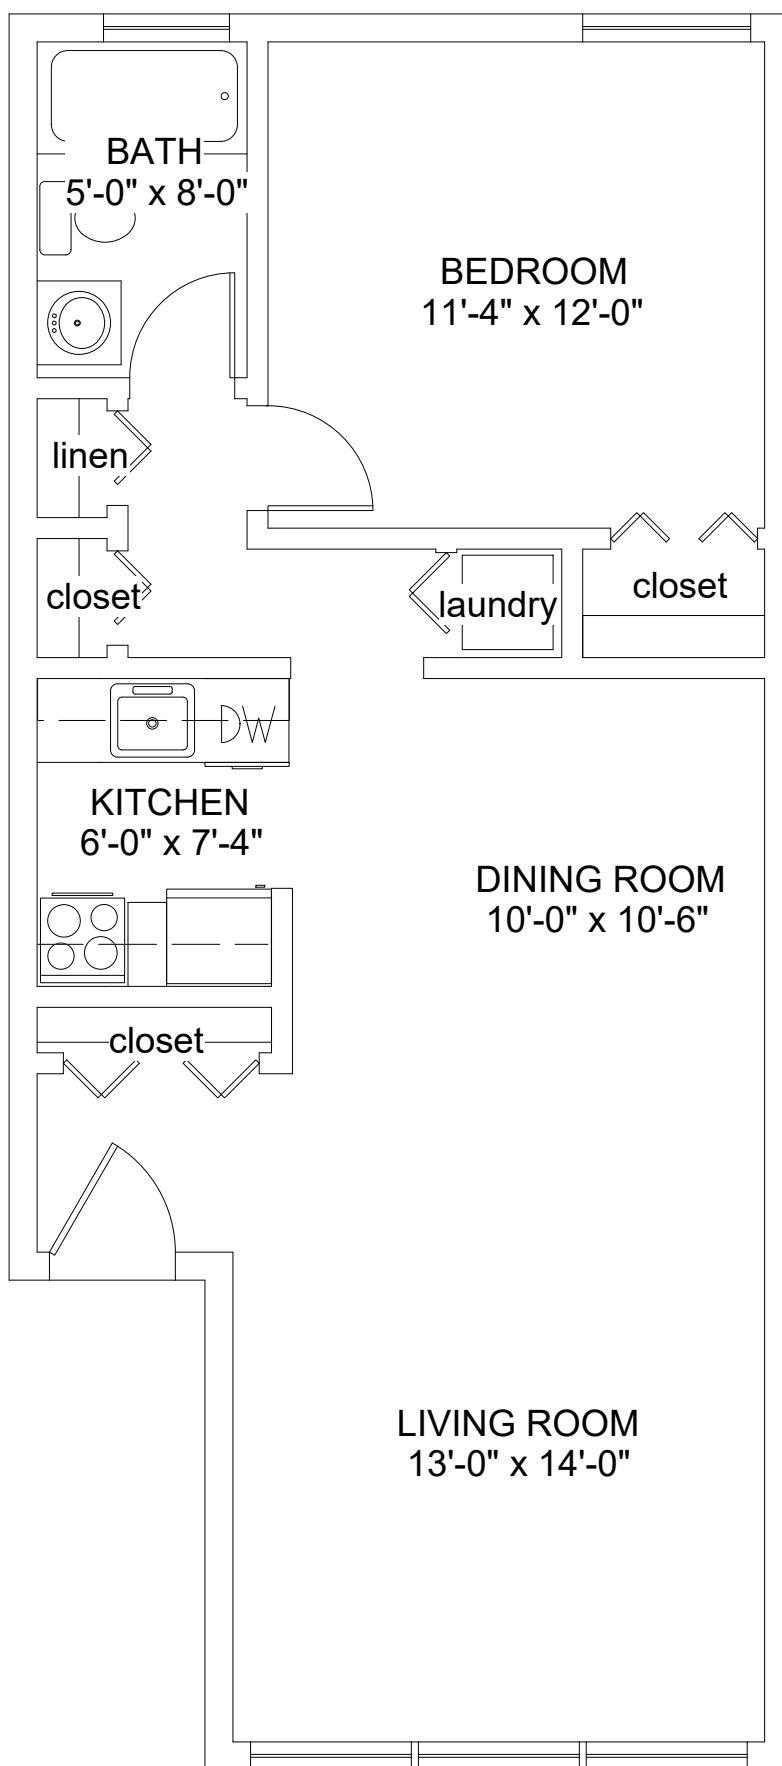 BATH
5'-0" x 8'-0"
BEDROOM
11'-4" x 12'-0"
linen
closet
laundry
closet
DW
KITCHEN
6'-0" x 7'-4"
DINING ROOM
10'-0" x 10'-6"
closet
LIVING ROOM
13'-0" x 14'-0"